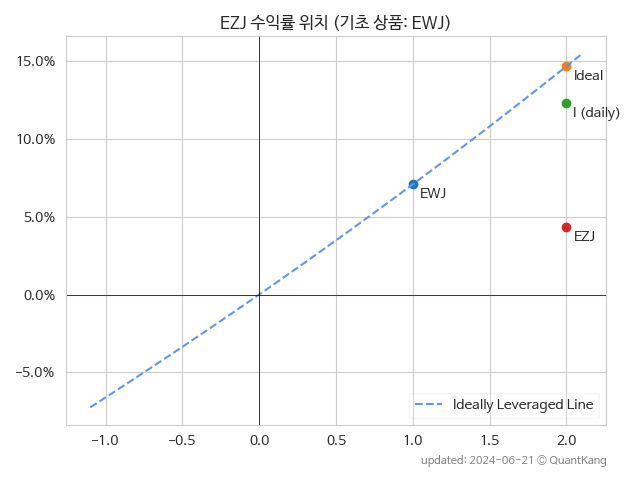 EZJ 수익률 위치 (기초 상품: EWJ)
15.0%
10.0%
5.0%
0.0%
−5.0%
Ideal
I (daily)
EWJ
EZJ
Ideally Leveraged Line
−1.0 −0.5 0.0 0.5 1.0 1.5 2.0
updated: 2024-06-21 © QuantKang